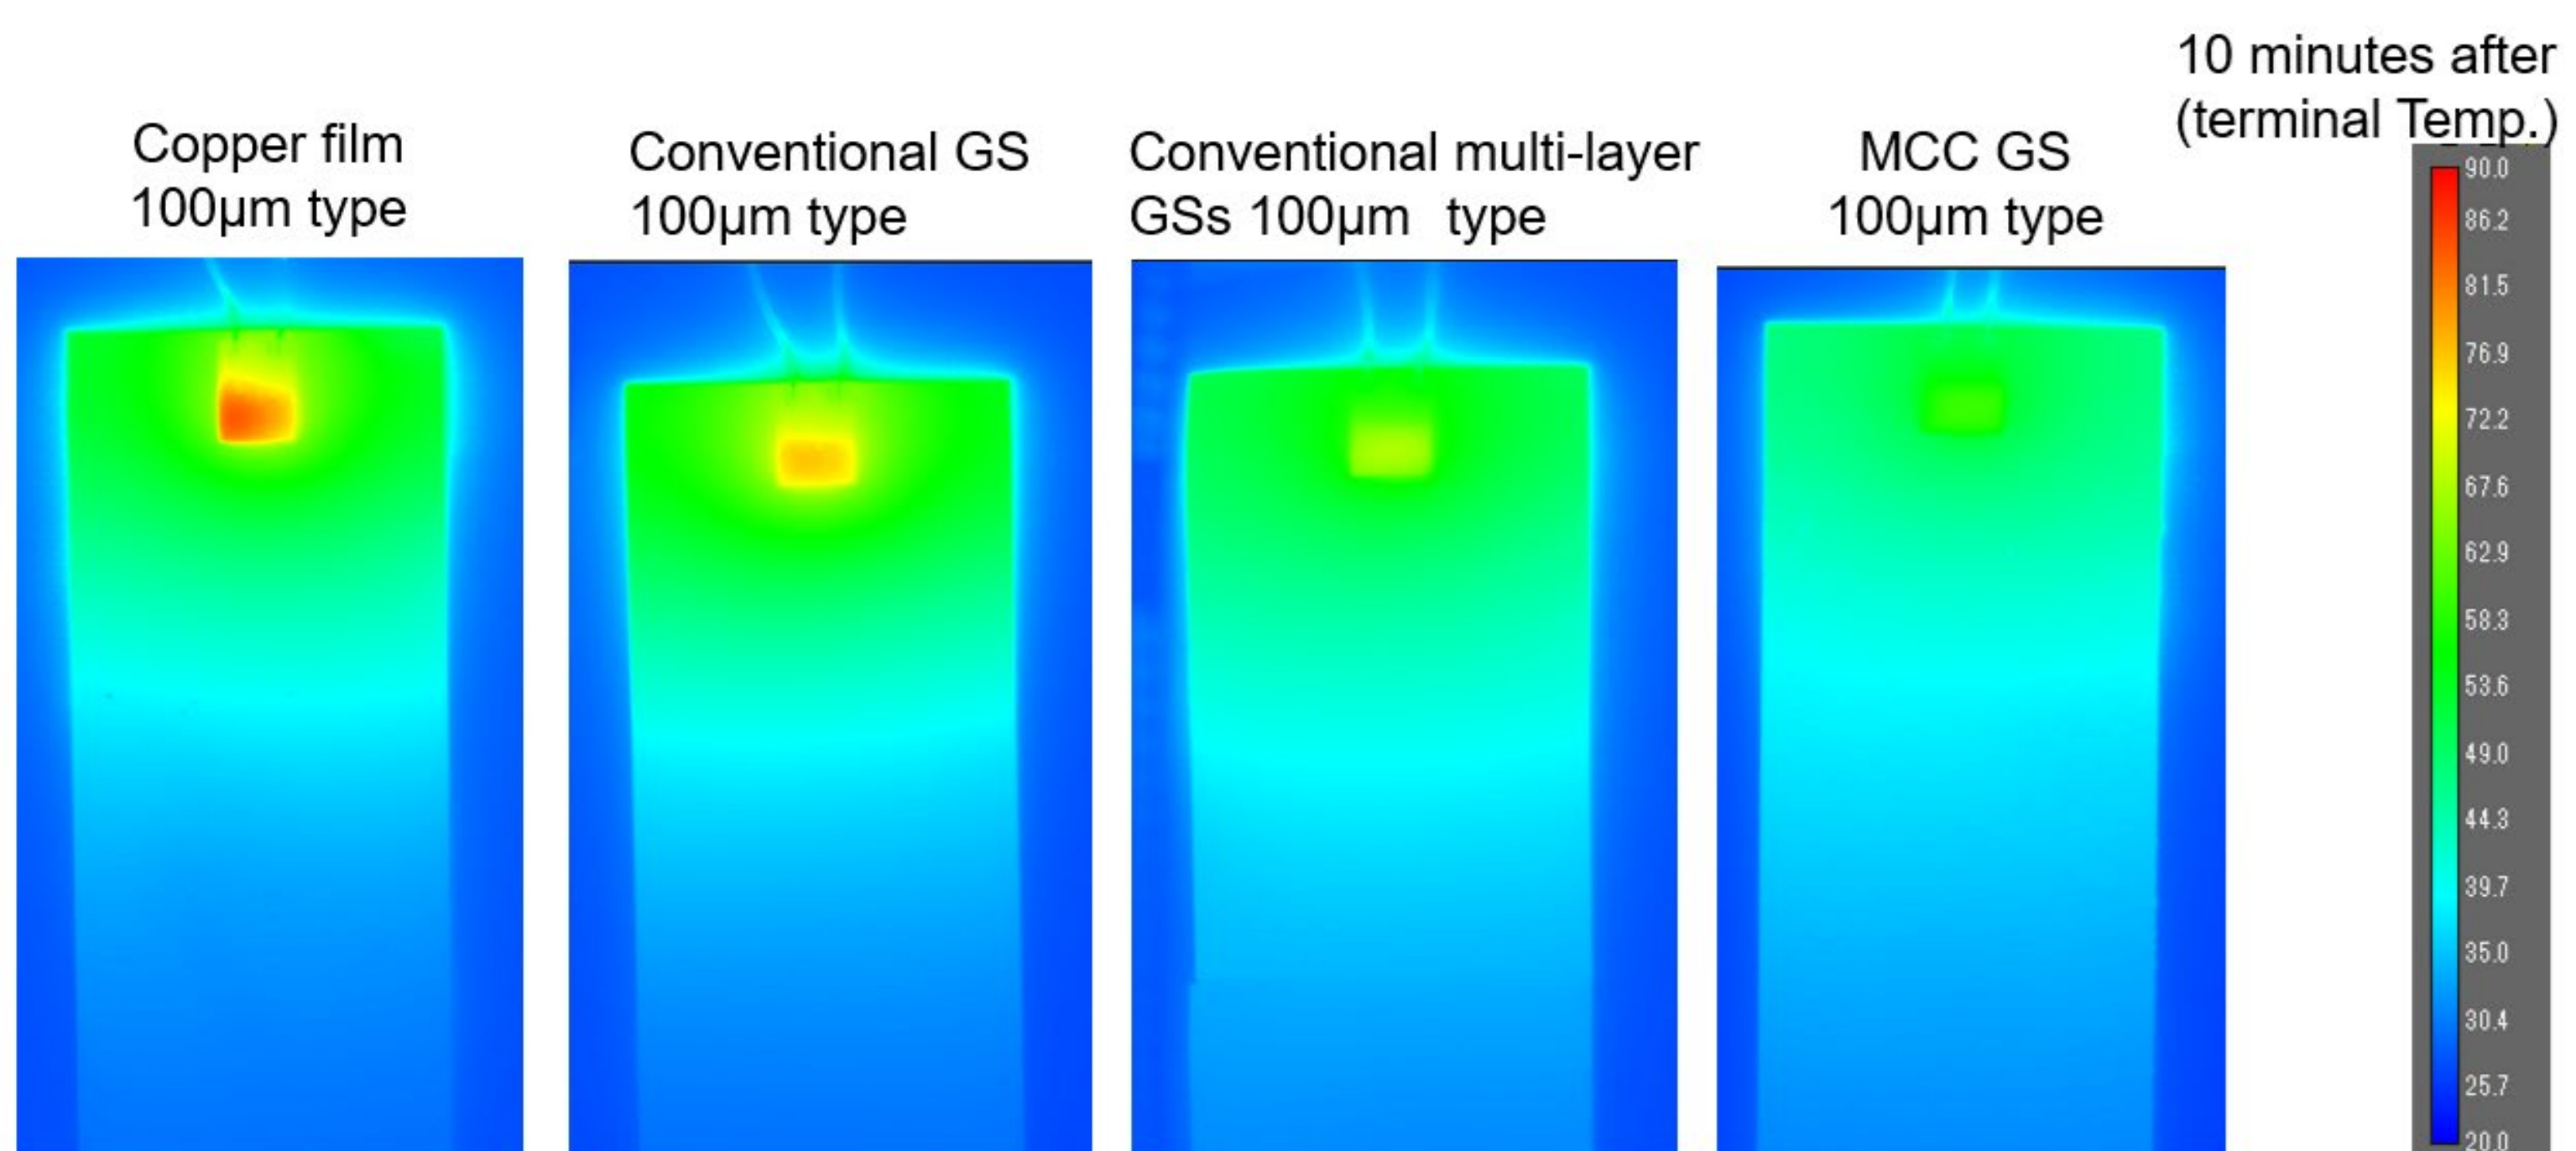 Copper film
100µm type
Conventional GS
100µm type
Conventional multi-layer
GSs 100µm type
MCC GS
100µm type
10 minutes after
(terminal Temp.)
90.0
86.2
81.5
76.9
72.2
67.6
62.9
58.3
53.6
49.0
44.3
39.7
35.0
30.4
25.7
20.0